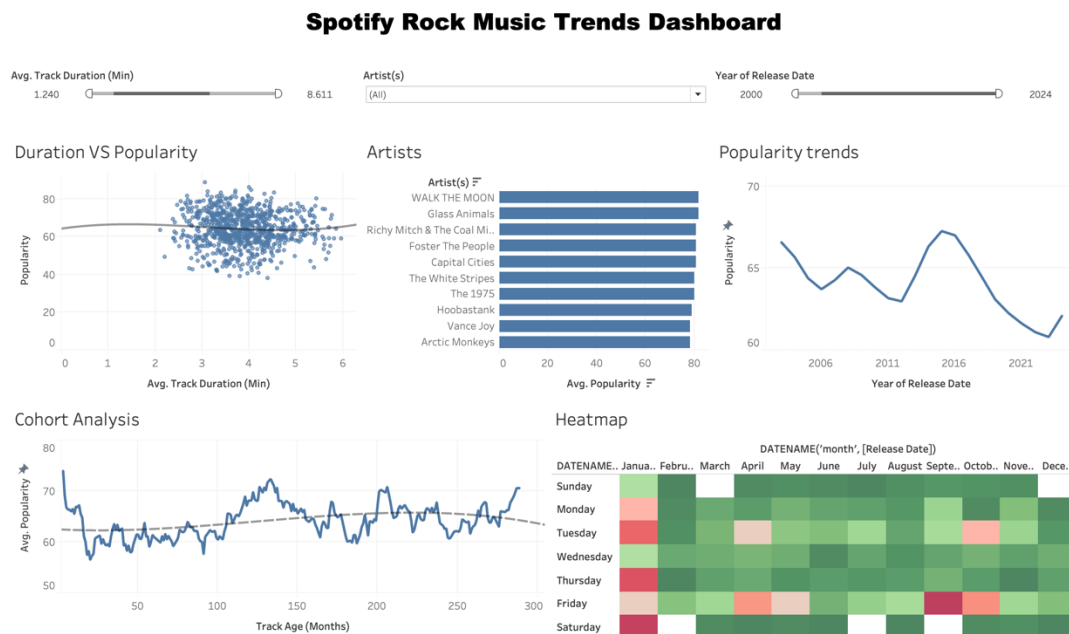 Spotify Rock Music Trends Dashboard
Avg. Track Duration (Min)
1.240
8.611
Artist(s)
(All)
Year of Release Date
2000
2024
Duration VS Popularity
80
60
40
20
0
Popularity
0 1 2 3 4 5 6
Avg. Track Duration (Min)
Artists
Artist(s)
WALK THE MOON
Glass Animals
Richy Mitch & The Coal Mi..
Foster The People
Capital Cities
The White Stripes
The 1975
Hoobastank
Vance Joy
Arctic Monkeys
0 20 40 60 80
Avg. Popularity
Popularity trends
70
65
60
Popularity
2006 2011 2016 2021
Year of Release Date
Cohort Analysis
80
70
60
50
Avg. Popularity
50 100 150 200 250 300
Track Age (Months)
Heatmap
DATENAME('month', [Release Date])
DATENAME.. Janua.. Febru.. March April May June July August Septe.. Octob.. Nove.. Dece..
Sunday
Monday
Tuesday
Wednesday
Thursday
Friday
Saturday